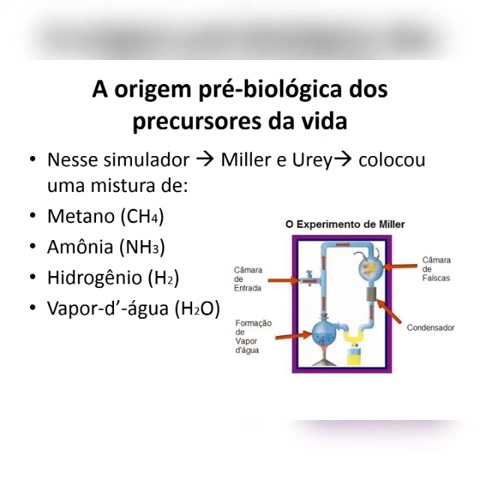 A origem pré-biológica dos
precursores da vida
• Nesse simulador → Miller e Urey→ colocou
uma mistura de:
• Metano (CH4)
• Amônia (NH3)
• Hidrogênio (H2)
• Vapor-d’-água (H2O)
O Experimento de Miller
Câmara
de
Entrada
Câmara
de
Faíscas
Formação
de
Vapor
d'água
Condensador